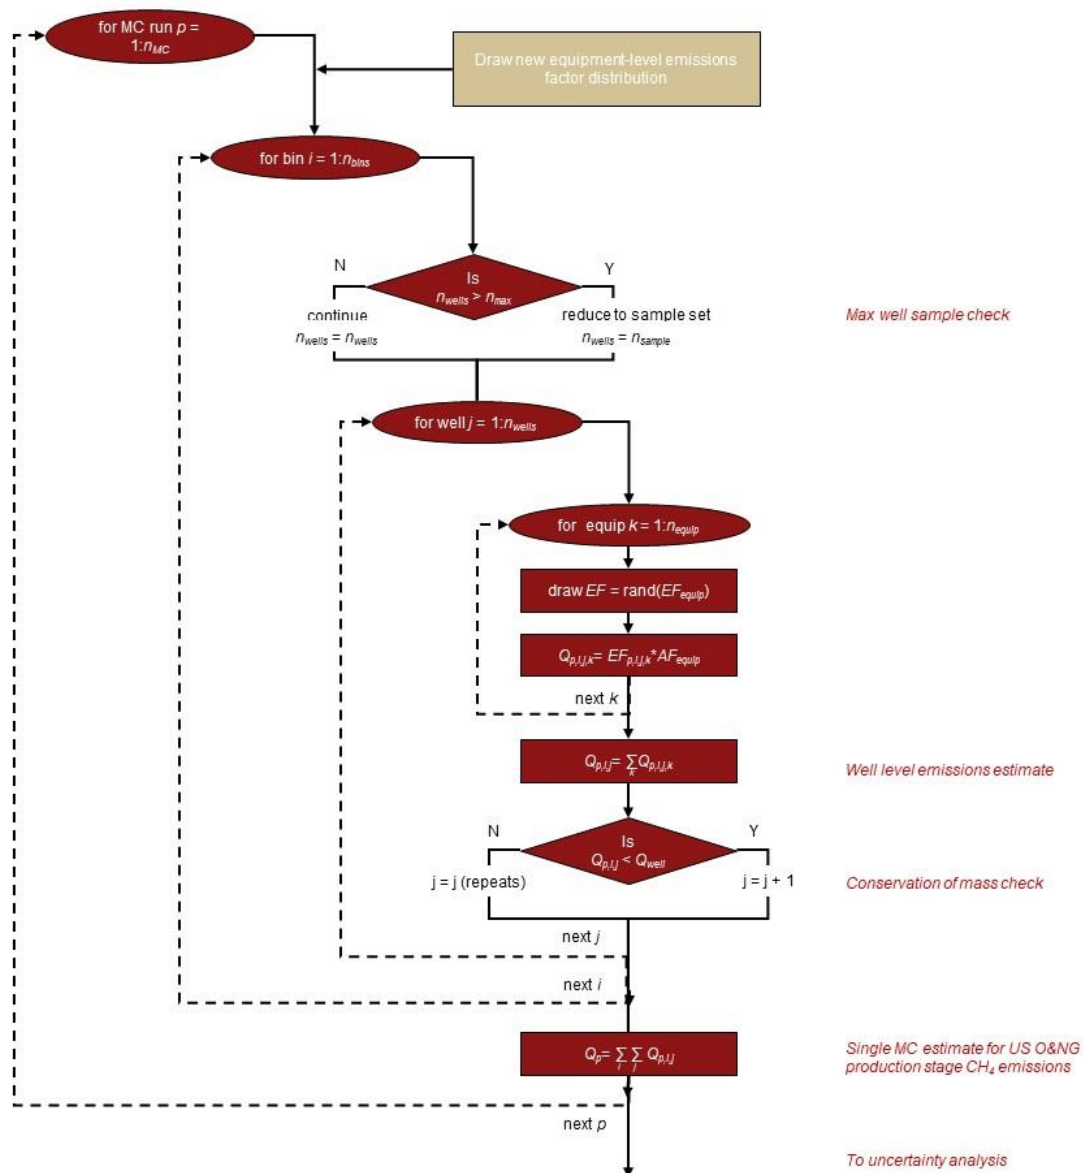 for MC run p =
1:nMC
Draw new equipment-level emissions
factor distribution
for bin i = 1:nbins
N
Y
Is
nwells > nmax
continue
reduce to sample set
Max well sample check
nwells = nwells
nwells = nsample
for well j = 1:nwells
for equip k = 1:nequip
draw EF = rand(EFequip)
Qp,i,j,k= EFp,i,j,k*AFequip
next k
Qp,i,j= ∑k Qp,i,j,k
Well level emissions estimate
N
Y
Is
Qp,i,j < Qwell
j = j (repeats)
j = j + 1
Conservation of mass check
next j
next i
Qp= ∑i ∑j Qp,i,j
Single MC estimate for US O&NG
production stage CH4 emissions
next p
To uncertainty analysis